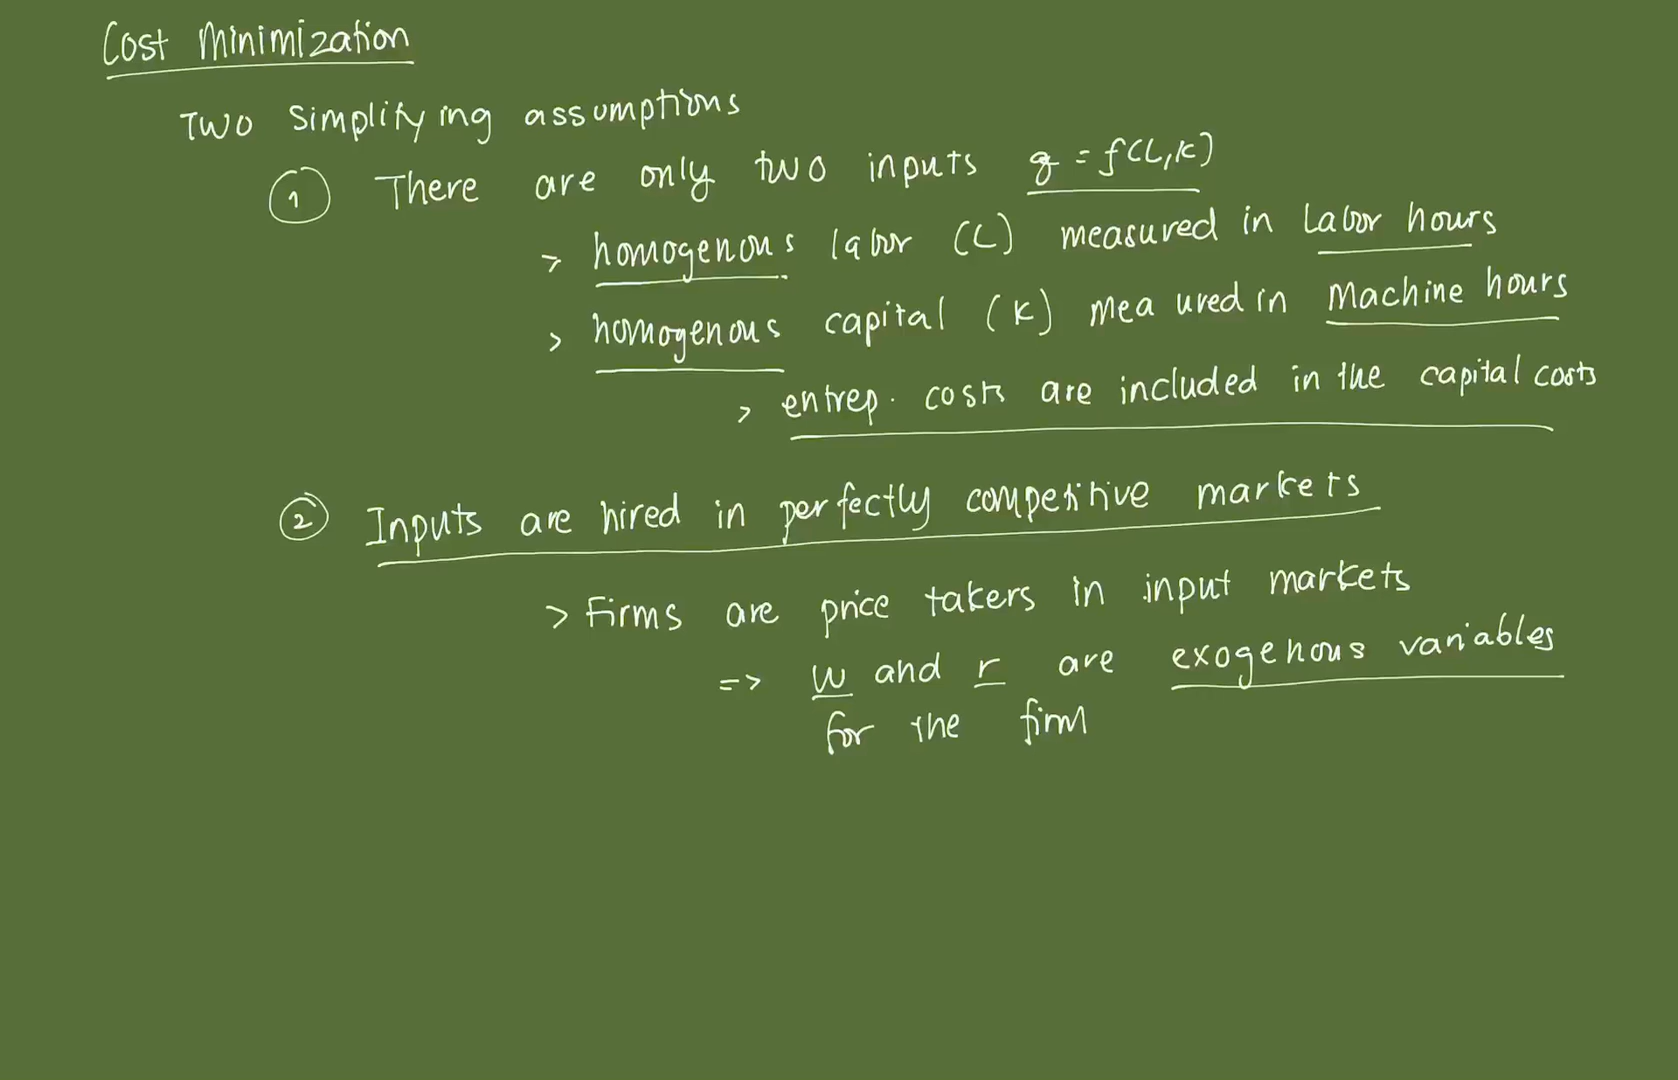 Cost Minimization
Two simplifying assumptions
① There are only two inputs q = f(L,K)
> homogenous labor (L) measured in Labor hours
> homogenous capital (K) mea ured in Machine hours
> entrep. costs are included in the capital costs
② Inputs are hired in perfectly competitive markets
> Firms are price takers in input markets
=> w and r are exogenous variables
for the firm